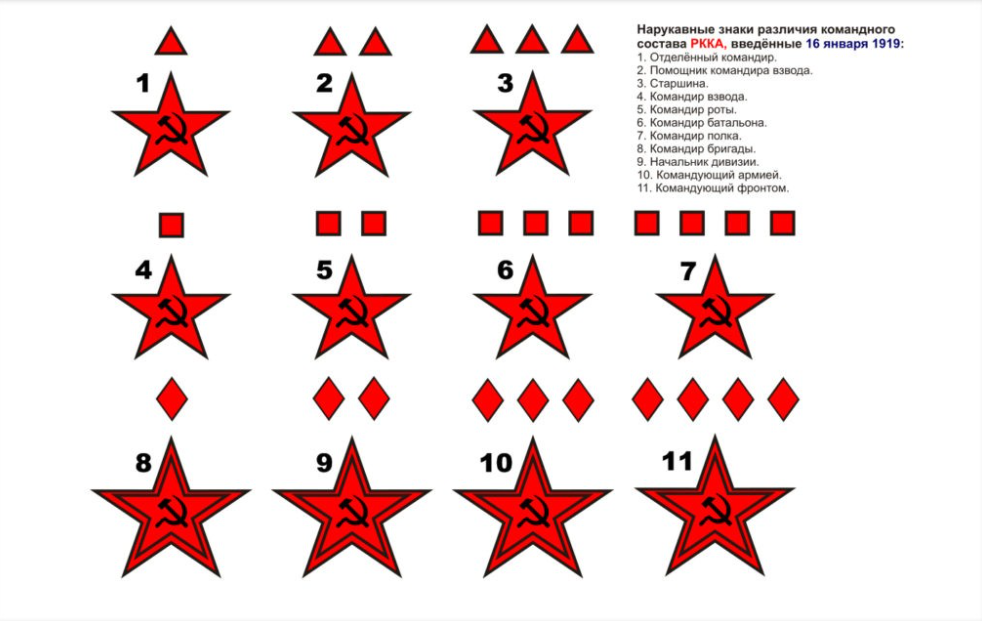 Нарукавные знаки различия командного
состава РККА, введённые 16 января 1919:
1. Отделённый командир.
2. Помощник командира взвода.
3. Старшина.
4. Командир взвода.
5. Командир роты.
6. Командир батальона.
7. Командир полка.
8. Командир бригады.
9. Начальник дивизии.
10. Командующий армией.
11. Командующий фронтом.
1
2
3
4
5
6
7
8
9
10
11